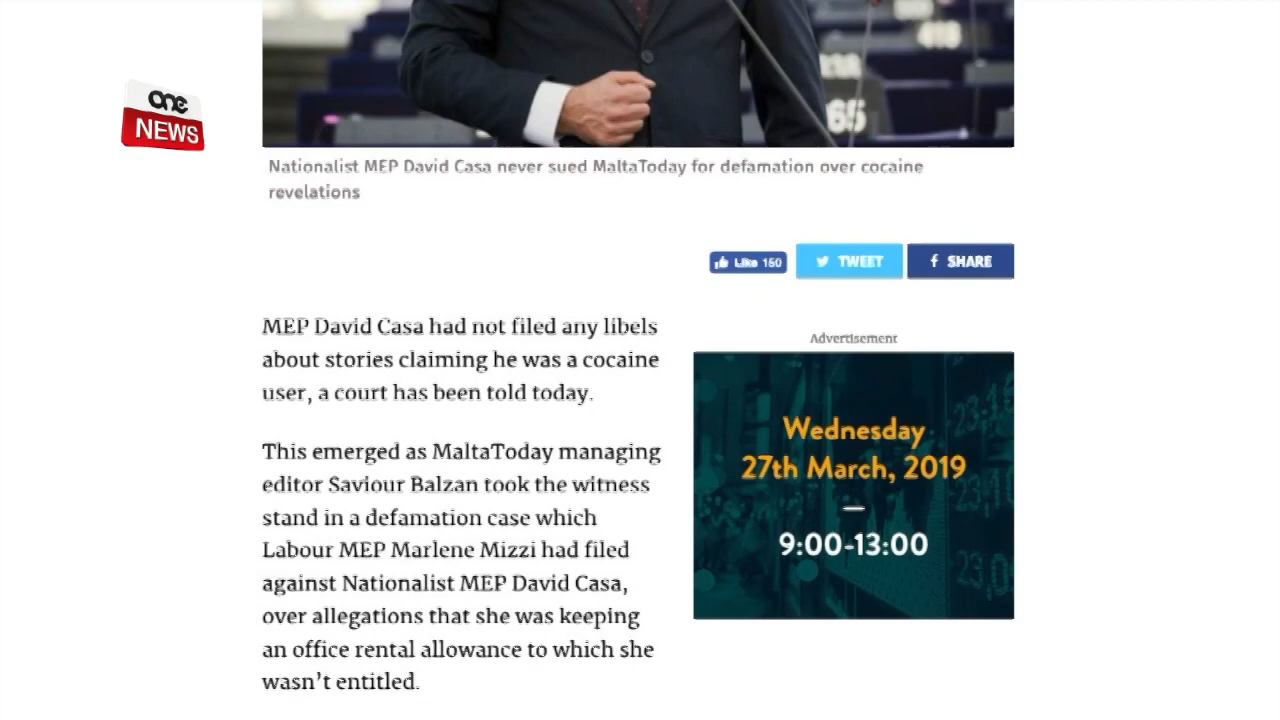 65
one
NEWS
Nationalist MEP David Casa never sued MaltaToday for defamation over cocaine
revelations
Like 150
TWEET
SHARE
MEP David Casa had not filed any libels
about stories claiming he was a cocaine
user, a court has been told today.
This emerged as MaltaToday managing
editor Saviour Balzan took the witness
stand in a defamation case which
Labour MEP Marlene Mizzi had filed
against Nationalist MEP David Casa,
over allegations that she was keeping
an office rental allowance to which she
wasn't entitled.
Advertisement
Wednesday
27th March, 2019
9:00-13:00